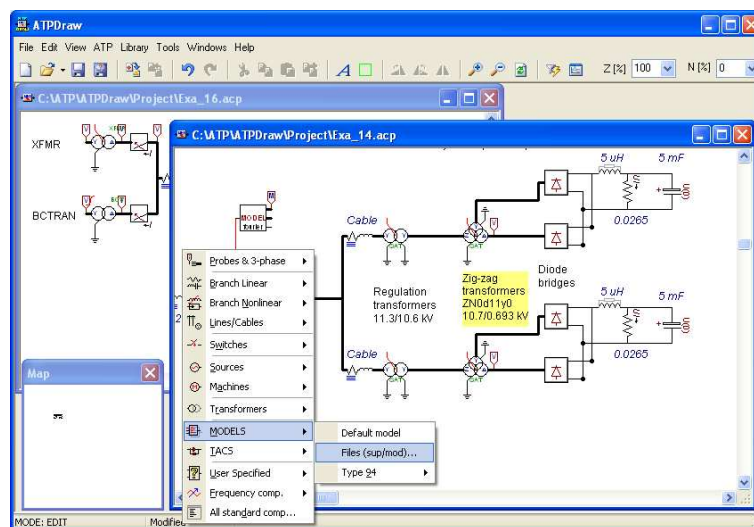 ATPDraw
File Edit View ATP Library Tools Windows Help
Z [%] 100 N [%] 0
C:\ATP\ATPDraw\Project\Exa_16.acp
C:\ATP\ATPDraw\Project\Exa_14.acp
XFMR
BCTRAN
MODEL
fourier
Cable
5 uH
5 mF
0.0265
Regulation
transformers
11.3/10.6 kV
Zig-zag
transformers
ZN0d11y0
10.7/0.693 kV
Diode
bridges
Cable
5 uH
5 mF
0.0265
Probes & 3-phase
Branch Linear
Branch Nonlinear
Lines/Cables
Switches
Sources
Machines
Transformers
MODELS
TACS
User Specified
Frequency comp.
All standard comp...
Default model
Files (sup/mod)...
Type 94
Map
MODE: EDIT
Modified